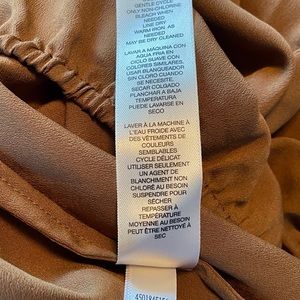 GENTLE CYCLE
ONLY NON-CHLORINE
BLEACH WHEN
NEEDED
LINE DRY
WARM IRON AS
NEEDED
MAY BE DRY CLEANED
LAVAR A MÁQUINA CON
AGUA FRIA EN
CICLO SUAVE CON
COLORES SIMILARES.
USAR BLANQUEADOR
SIN CLORO CUANDO
SE NECESITA
SECAR COLGADO
PLANCHAR A BAJA
TEMPERATURA
PUEDE LAVARSE EN
SECO
LAVER À LA MACHINE À
L'EAU FROIDE AVEC
DES VÊTEMENTS DE
COULEURS
SEMBLABLES
CYCLE DÉLICAT
UTILISER SEULEMENT
UN AGENT DE
BLANCHIMENT NON
CHLORÉ AU BESOIN
SUSPENDRE POUR
SÉCHER
REPASSER À
TEMPÉRATURE
MOYENNE AU BESOIN
PEUT ÊTRE NETTOYÉ À
SEC